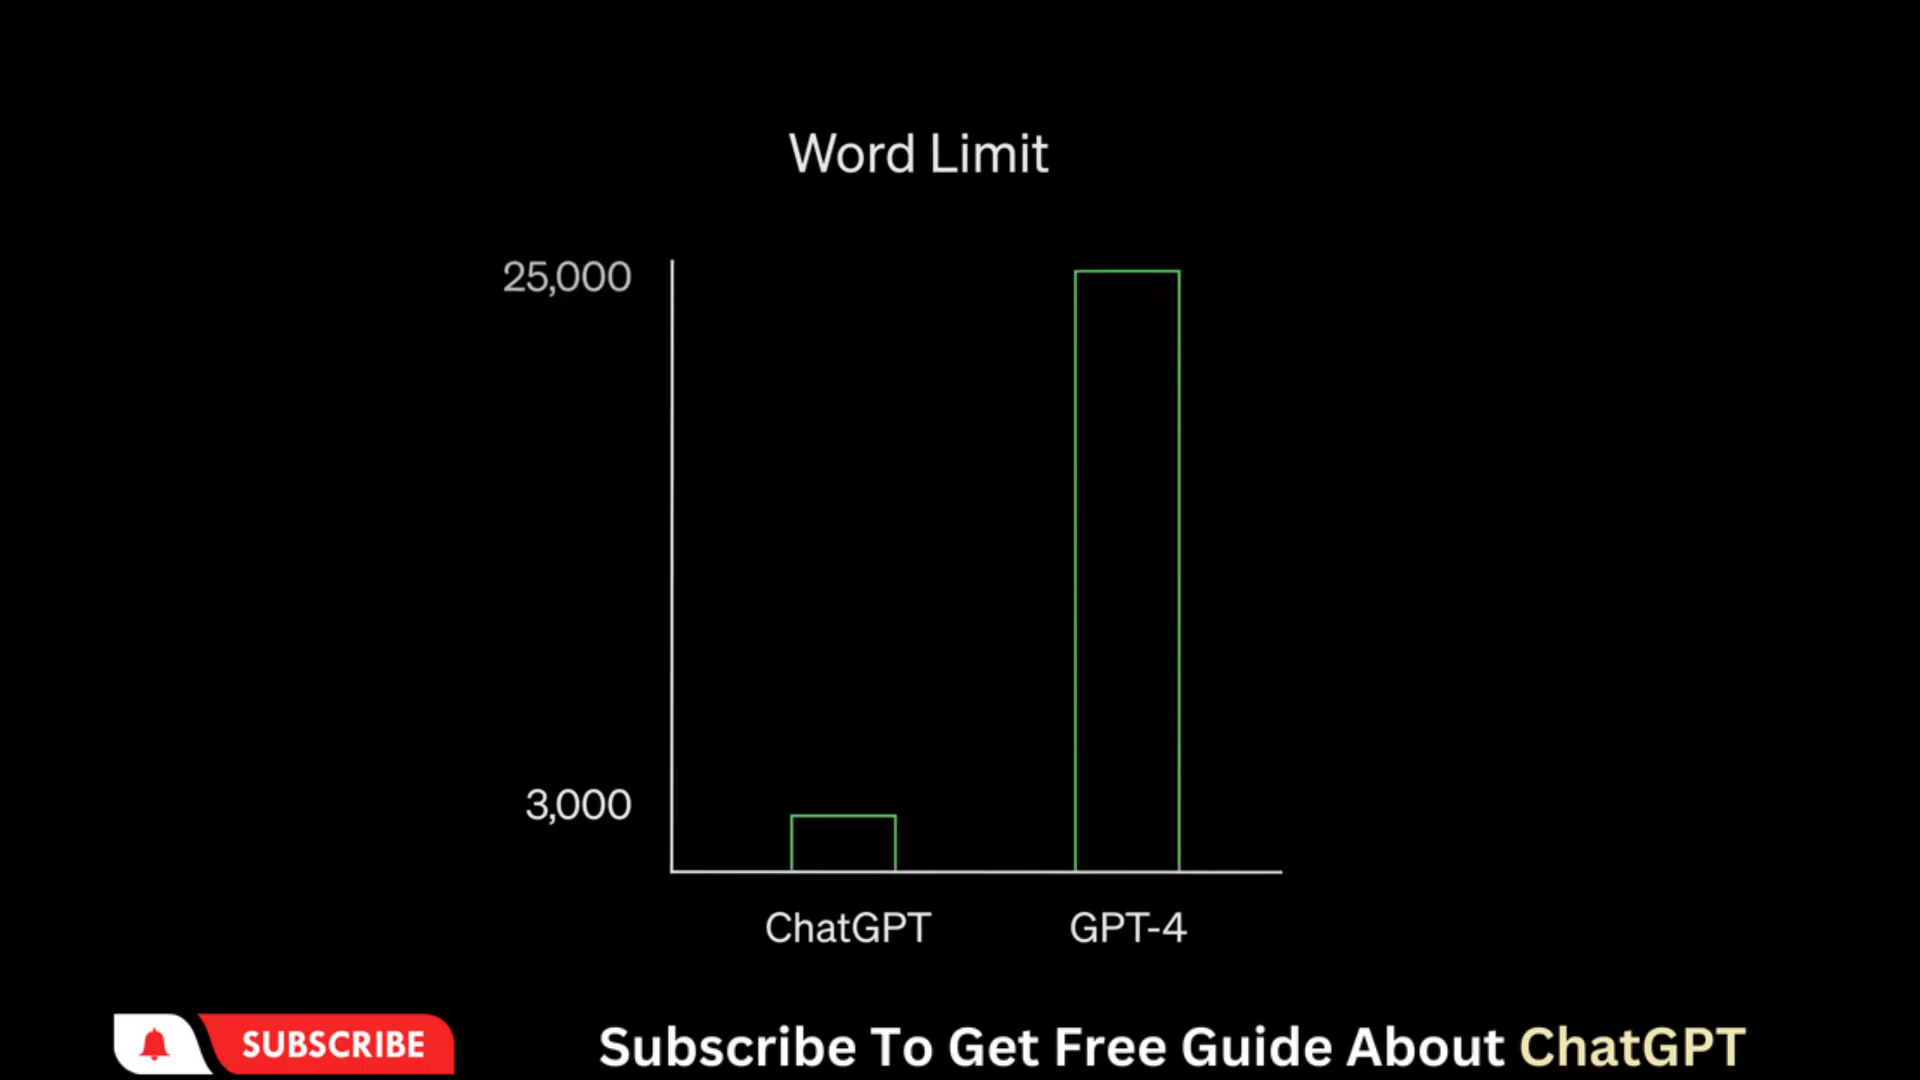 Word Limit
25,000
3,000
ChatGPT
GPT-4
SUBSCRIBE
Subscribe To Get Free Guide About ChatGPT